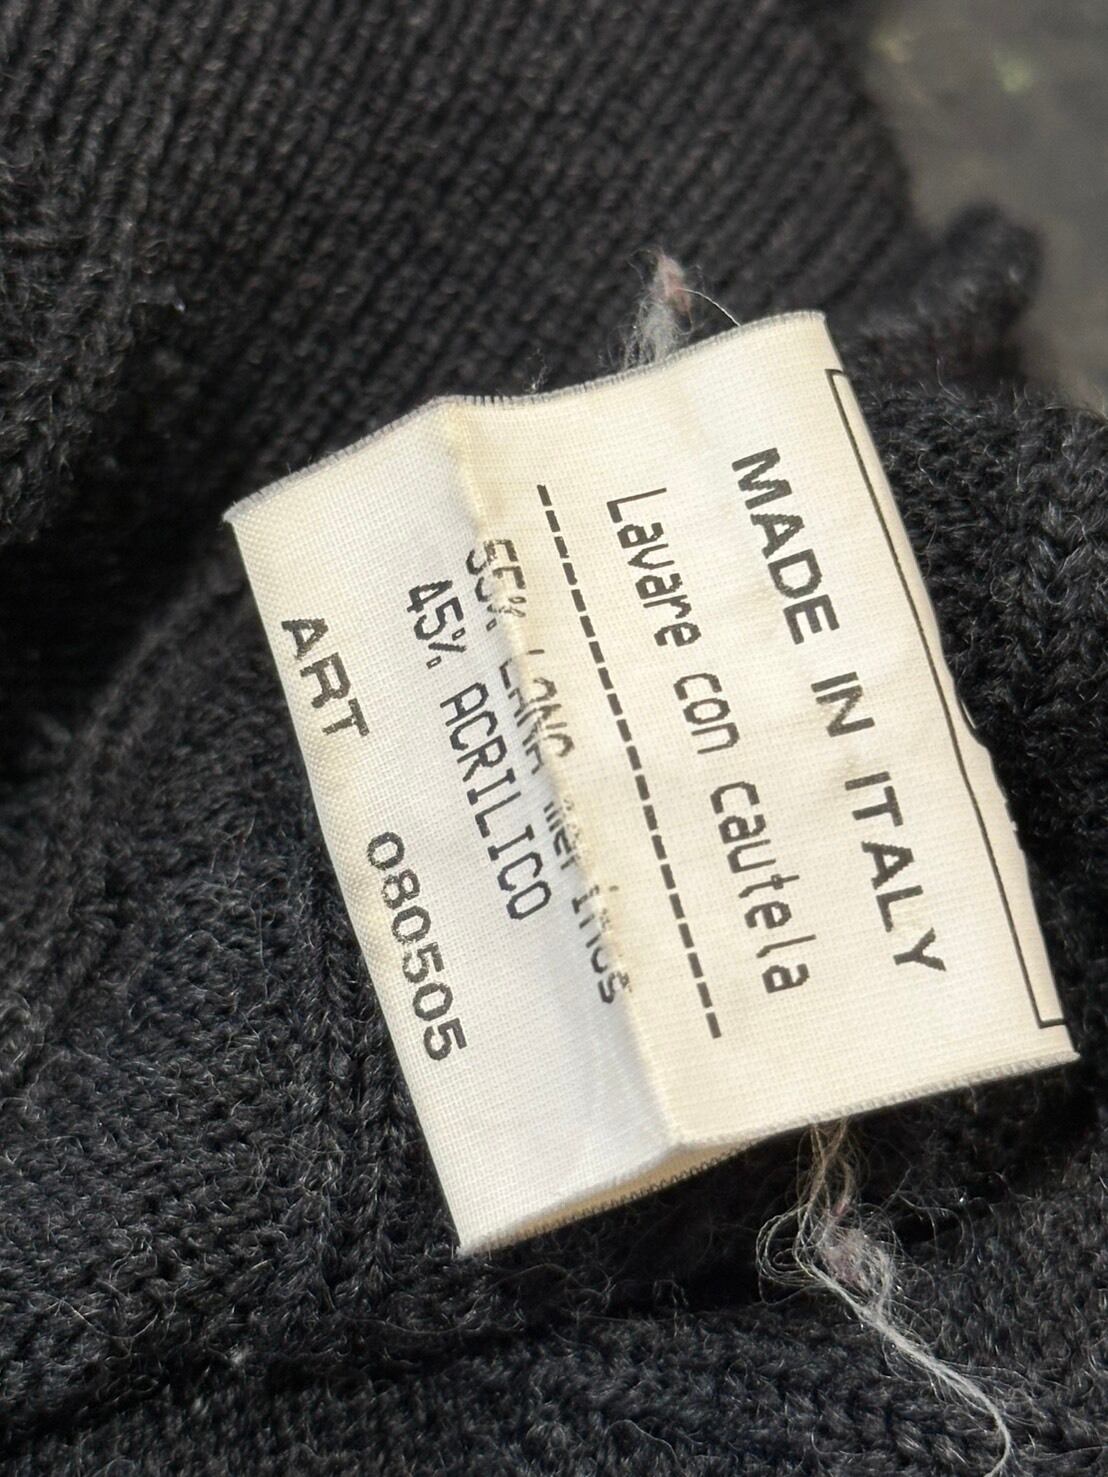 MADE IN ITALY
Lavare con cautela
--------------------
55% LANA Merinos
45% ACRILICO
ART 080505